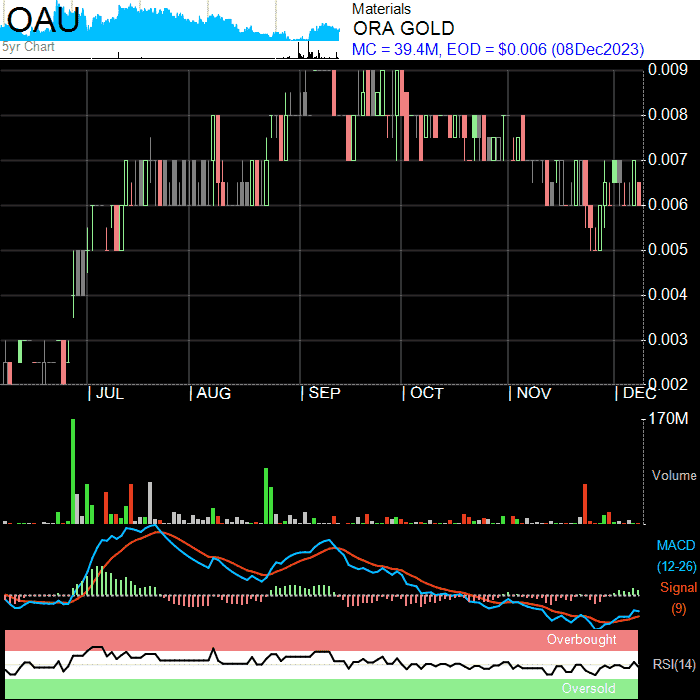 OAU
5yr Chart
Materials
ORA GOLD
MC = 39.4M, EOD = $0.006 (08Dec2023)
0.009
0.008
0.007
0.006
0.005
0.004
0.003
0.002
JUL AUG SEP OCT NOV DEC
170M
Volume
MACD
(12-26)
Signal
(9)
Overbought
RSI(14)
Oversold